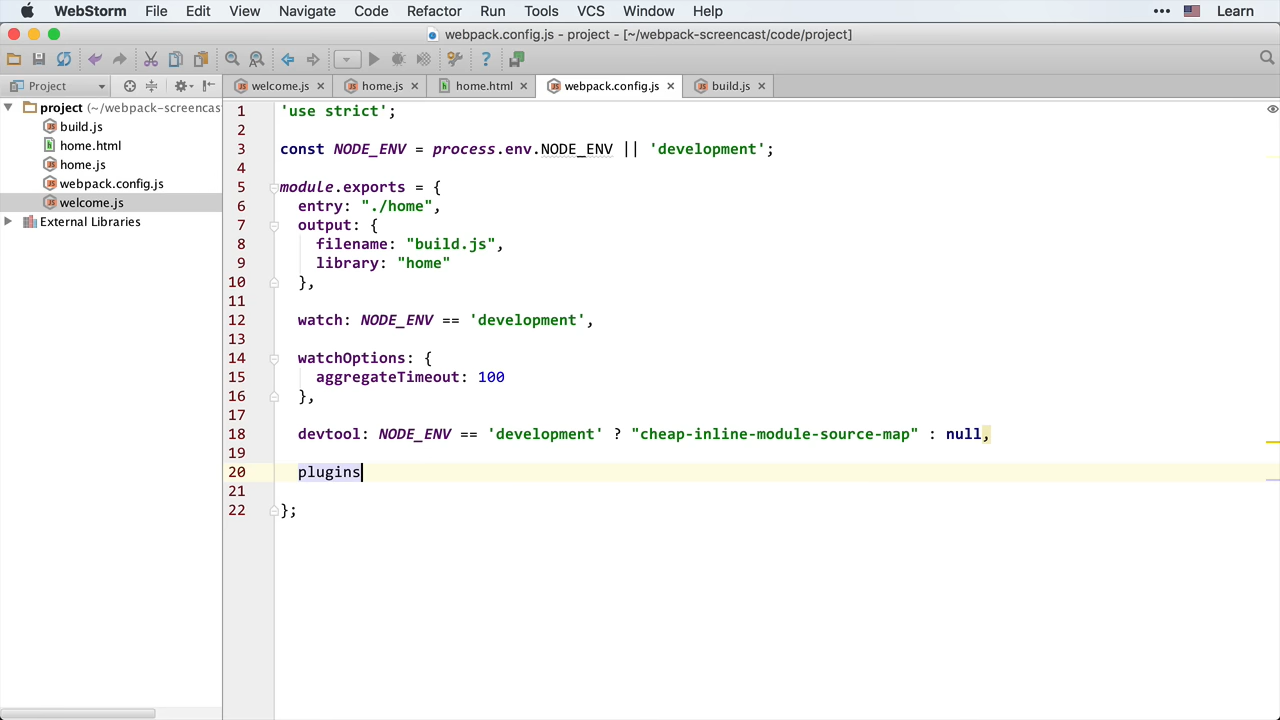 WebStorm File Edit View Navigate Code Refactor Run Tools VCS Window Help ••• Learn
webpack.config.js - project - [~/webpack-screencast/code/project]
Project welcome.js home.js home.html webpack.config.js build.js
project (~/webpack-screencas
build.js
home.html
home.js
webpack.config.js
welcome.js
External Libraries
1 'use strict';
2
3 const NODE_ENV = process.env.NODE_ENV || 'development';
4
5 module.exports = {
6 entry: "./home",
7 output: {
8 filename: "build.js",
9 library: "home"
10 },
11
12 watch: NODE_ENV == 'development',
13
14 watchOptions: {
15 aggregateTimeout: 100
16 },
17
18 devtool: NODE_ENV == 'development' ? "cheap-inline-module-source-map" : null,
19
20 plugins
21
22 };